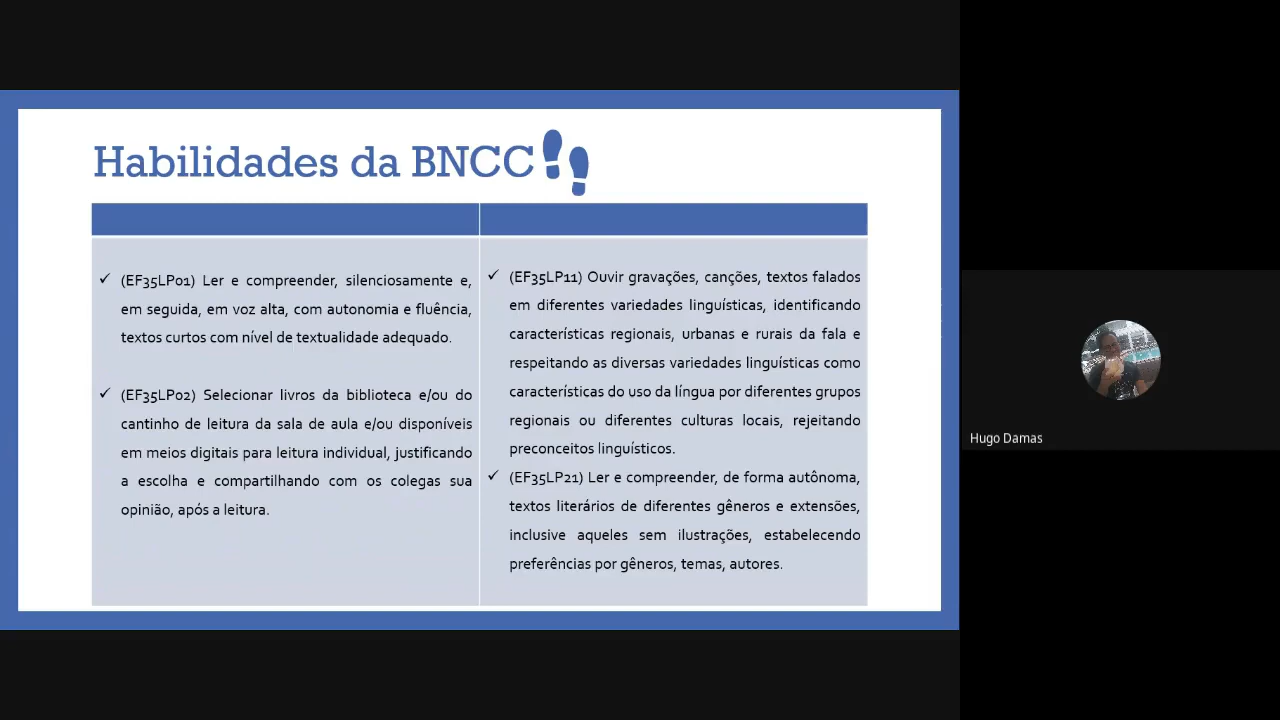 Habilidades da BNCC
(EF35LP01) Ler e compreender, silenciosamente e,
em seguida, em voz alta, com autonomia e fluência,
textos curtos com nível de textualidade adequado.
(EF35LP02) Selecionar livros da biblioteca e/ou do
cantinho de leitura da sala de aula e/ou disponíveis
em meios digitais para leitura individual, justificando
a escolha e compartilhando com os colegas sua
opinião, após a leitura.
(EF35LP11) Ouvir gravações, canções, textos falados
em diferentes variedades linguísticas, identificando
características regionais, urbanas e rurais da fala e
respeitando as diversas variedades linguísticas como
características do uso da língua por diferentes grupos
regionais ou diferentes culturas locais, rejeitando
preconceitos linguísticos.
(EF35LP21) Ler e compreender, de forma autônoma,
textos literários de diferentes gêneros e extensões,
inclusive aqueles sem ilustrações, estabelecendo
preferências por gêneros, temas, autores.
Hugo Damas